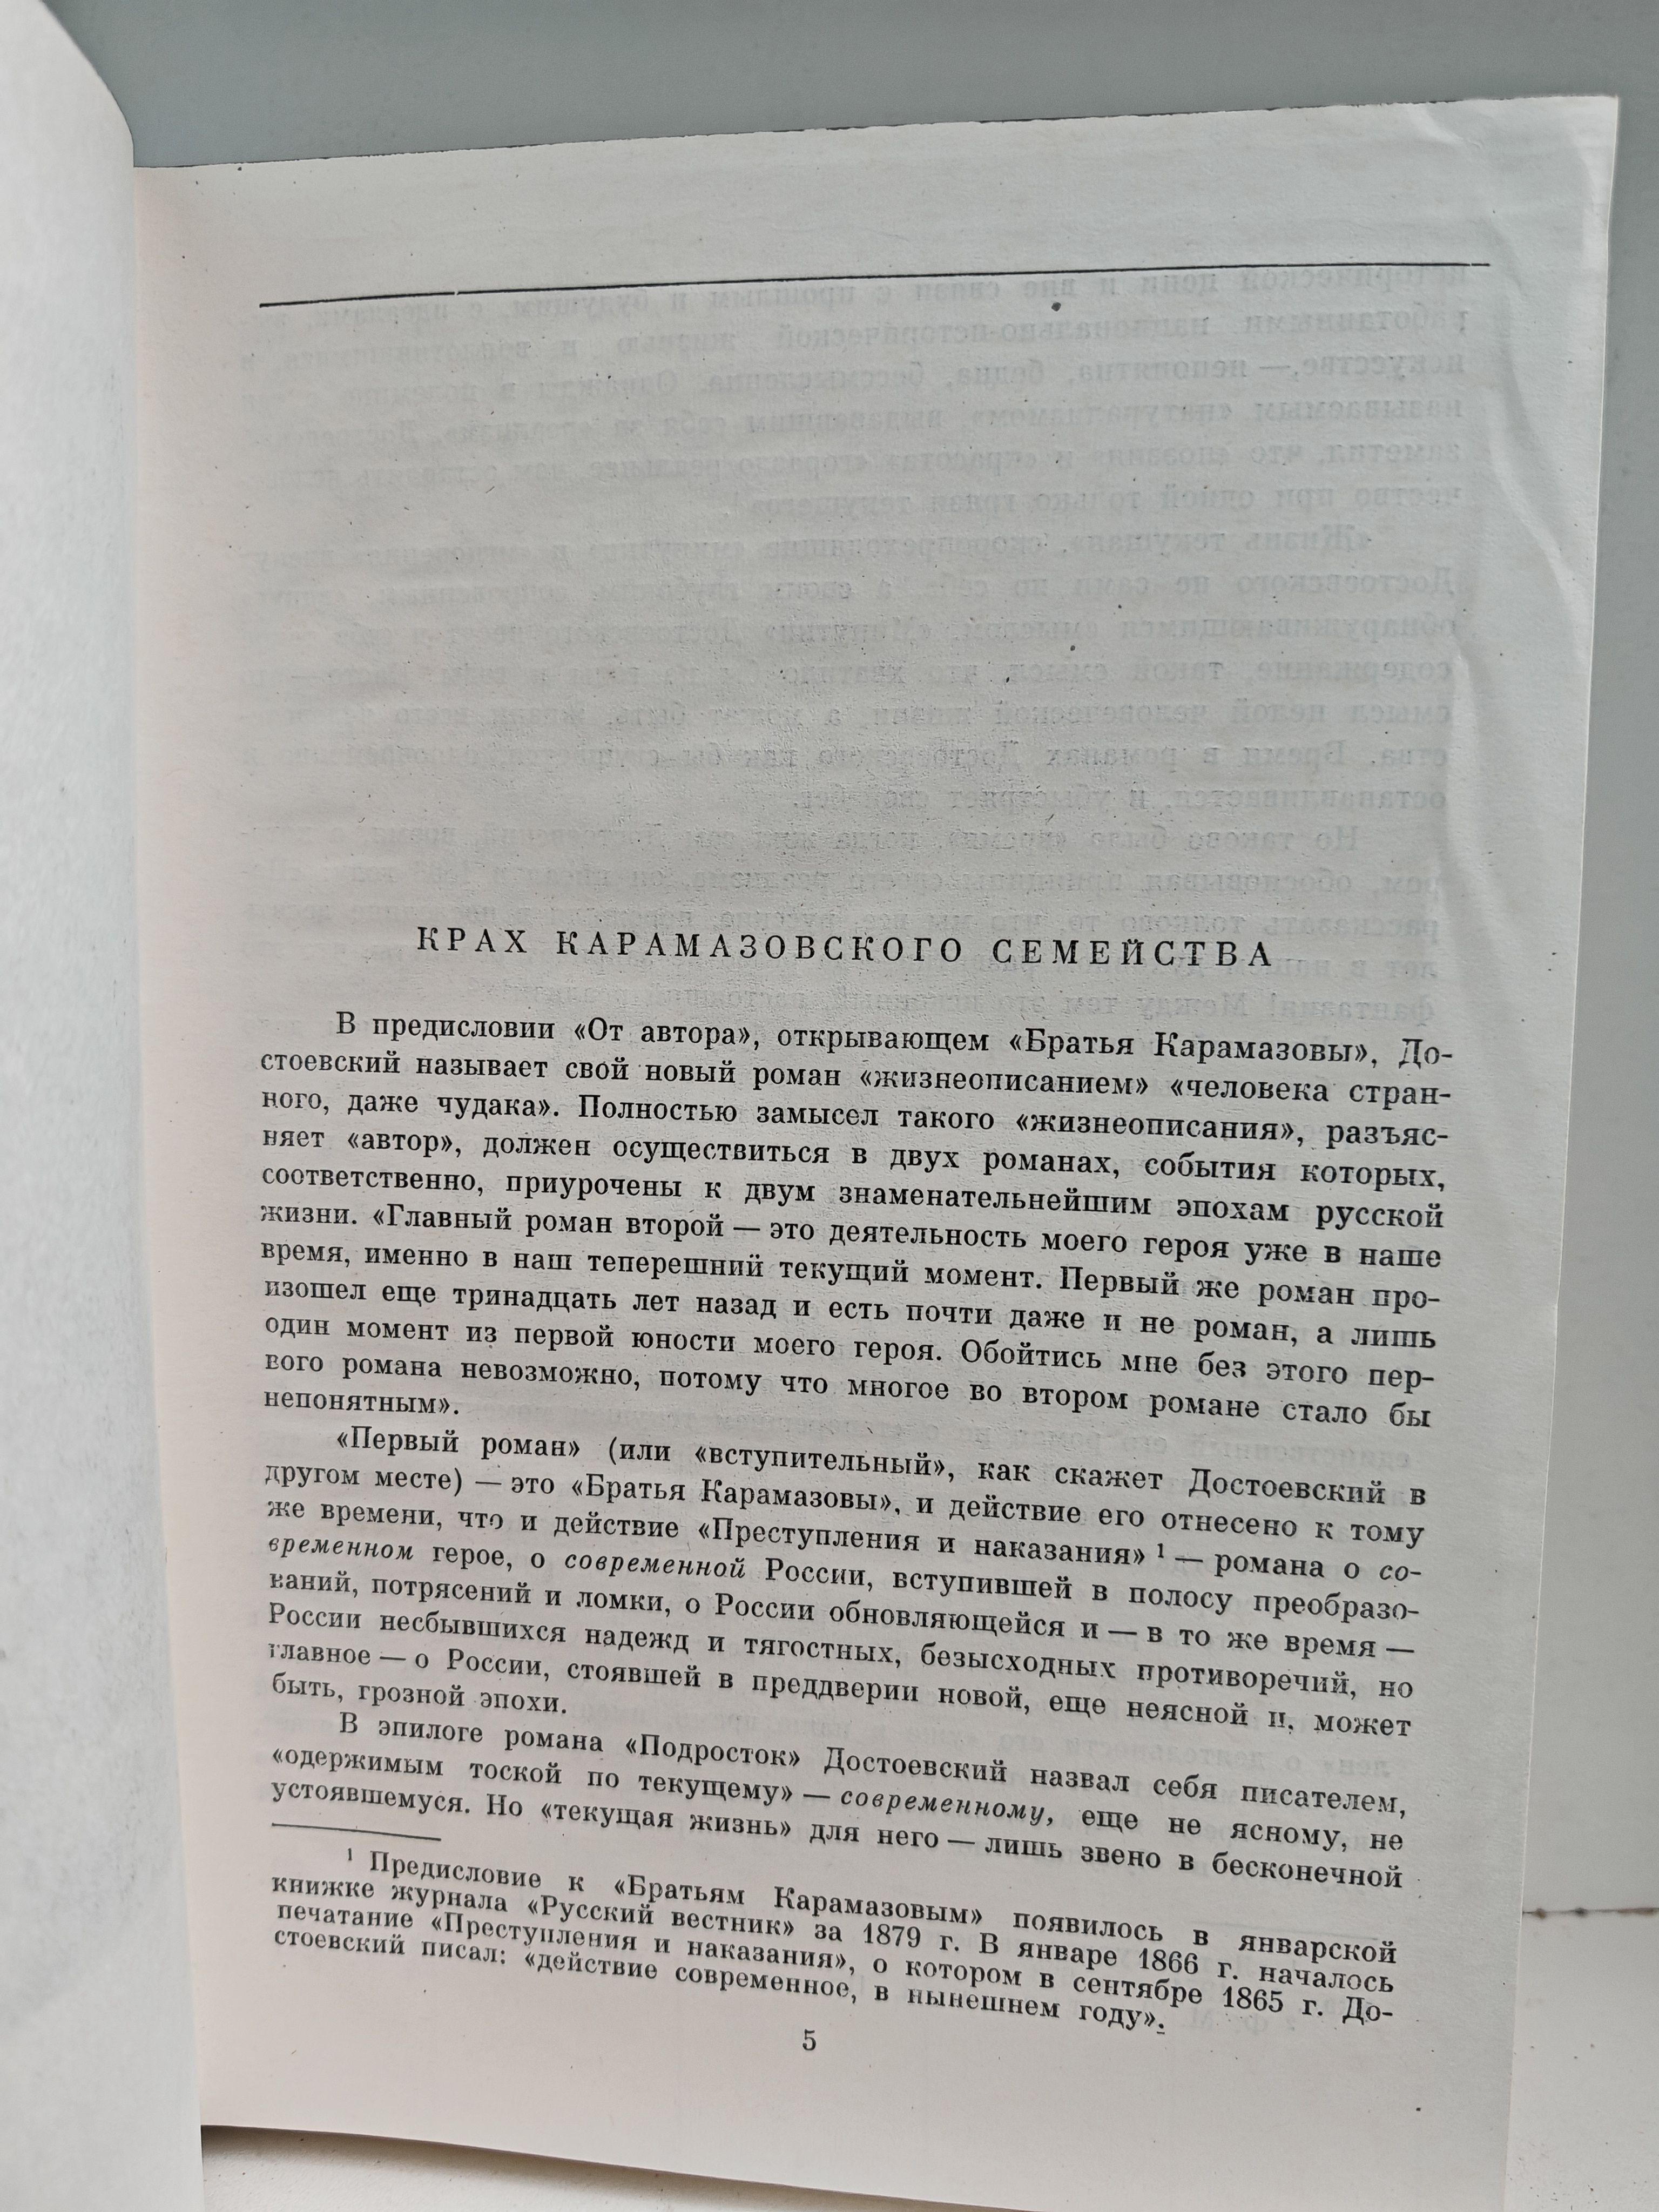 КРАХ КАРАМАЗОВСКОГО СЕМЕЙСТВА
В предисловии «От автора», открывающем «Братья Карамазовы», До-
стоевский называет свой новый роман «жизнеописанием» «человека стран-
ного, даже чудака». Полностью замысел такого «жизнеописания», разъяс-
няет «автор», должен осуществиться в двух романах, события которых,
соответственно, приурочены к двум знаменательнейшим эпохам русской
жизни. «Главный роман второй — это деятельность моего героя уже в наше
время, именно в наш теперешний текущий момент. Первый же роман про-
изошел еще тринадцать лет назад и есть почти даже и не роман, а лишь
один момент из первой юности моего героя. Обойтись мне без этого пер-
вого романа невозможно, потому что многое во втором романе стало бы
непонятным».
«Первый роман» (или «вступительный», как скажет Достоевский в
другом месте) — это «Братья Карамазовы», и действие его отнесено к тому
же времени, что и действие «Преступления и наказания» ¹ — романа о со-
временном герое, о современной России, вступившей в полосу преобразо-
ваний, потрясений и ломки, о России обновляющейся и — в то же время —
России несбывшихся надежд и тягостных, безысходных противоречий, но
главное — о России, стоявшей в преддверии новой, еще неясной и, может
быть, грозной эпохи.
В эпилоге романа «Подросток» Достоевский назвал себя писателем,
«одержимым тоской по текущему» — современному, еще не ясному, не
устоявшемуся. Но «текущая жизнь» для него — лишь звено в бесконечной
¹ Предисловие к «Братьям Карамазовым» появилось в январской
книжке журнала «Русский вестник» за 1879 г. В январе 1866 г. началось
печатание «Преступления и наказания», о котором в сентябре 1865 г. До-
стоевский писал: «действие современное, в нынешнем году».
5